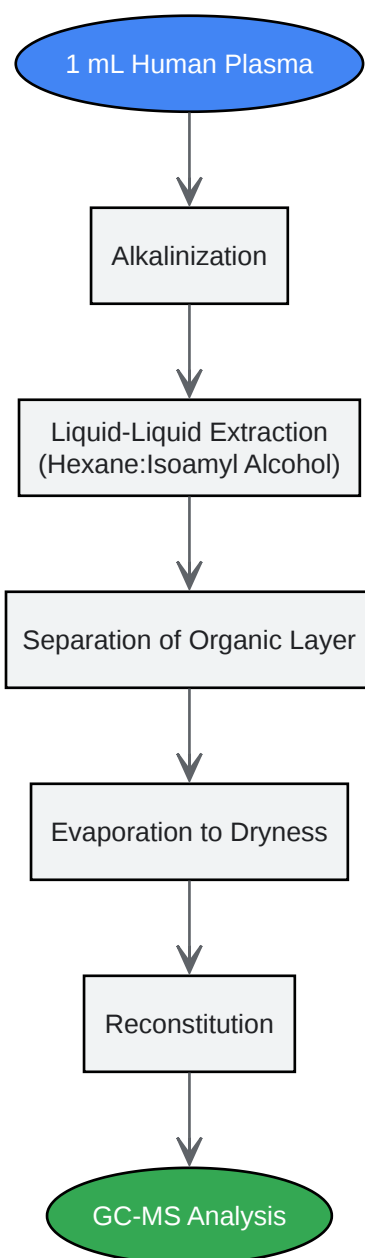 1 mL Human Plasma
Alkalinization
Liquid-Liquid Extraction
(Hexane:Isoamyl Alcohol)
Separation of Organic Layer
Evaporation to Dryness
Reconstitution
GC-MS Analysis